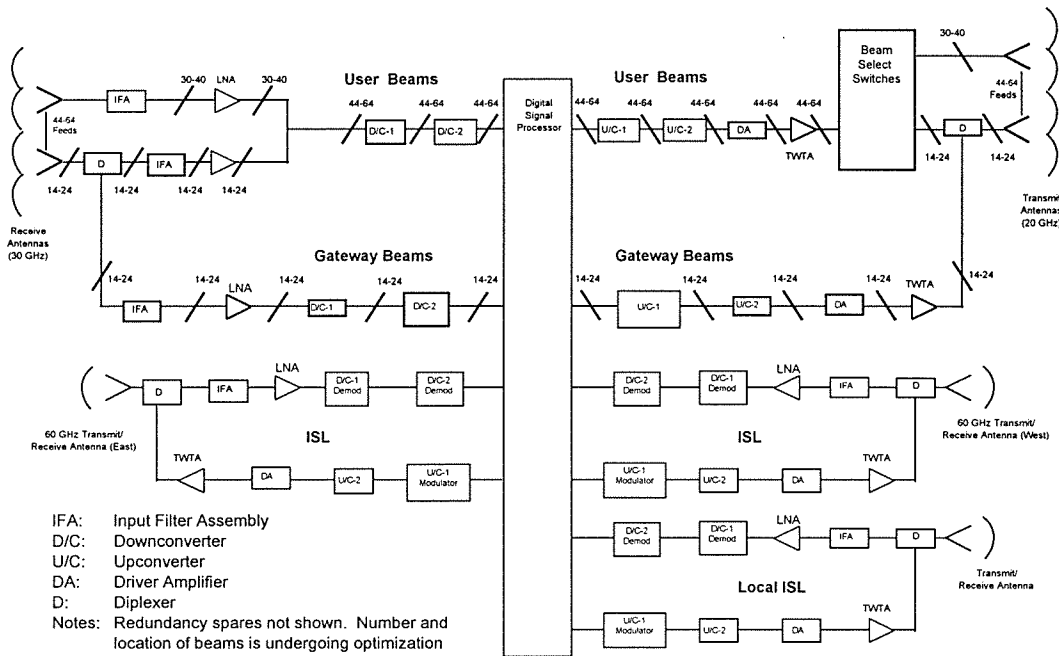 30-40
LNA
30-40
IFA
User Beams
44-64
44-64
44-64
D/C-1
D/C-2
44-64
Feeds
D
IFA
14-24
14-24
14-24
14-24
Receive
Antennas
(30 GHz)
Digital
Signal
Processor
User Beams
44-64
44-64
44-64
44-64
44-64
U/C-1
U/C-2
DA
TWTA
Beam
Select
Switches
30-40
44-64
Feeds
D
14-24
14-24
Transmit
Antennas
(20 GHz)
Gateway Beams
14-24
14-24
LNA
14-24
14-24
14-24
IFA
D/C-1
D/C-2
Gateway Beams
14-24
14-24
14-24
14-24
TWTA
14-24
U/C-1
U/C-2
DA
LNA
D
IFA
D/C-1
Demod
D/C-2
Demod
60 GHz Transmit/
Receive Antenna (East)
ISL
TWTA
DA
U/C-2
U/C-1
Modulator
D/C-2
Demod
D/C-1
Demod
LNA
IFA
D
60 GHz Transmit/
Receive Antenna (West)
ISL
U/C-1
Modulator
U/C-2
DA
TWTA
D/C-2
Demod
D/C-1
Demod
LNA
IFA
D
Transmit/
Receive Antenna
Local ISL
U/C-1
Modulator
U/C-2
DA
TWTA
IFA: Input Filter Assembly
D/C: Downconverter
U/C: Upconverter
DA: Driver Amplifier
D: Diplexer
Notes: Redundancy spares not shown. Number and
location of beams is undergoing optimization